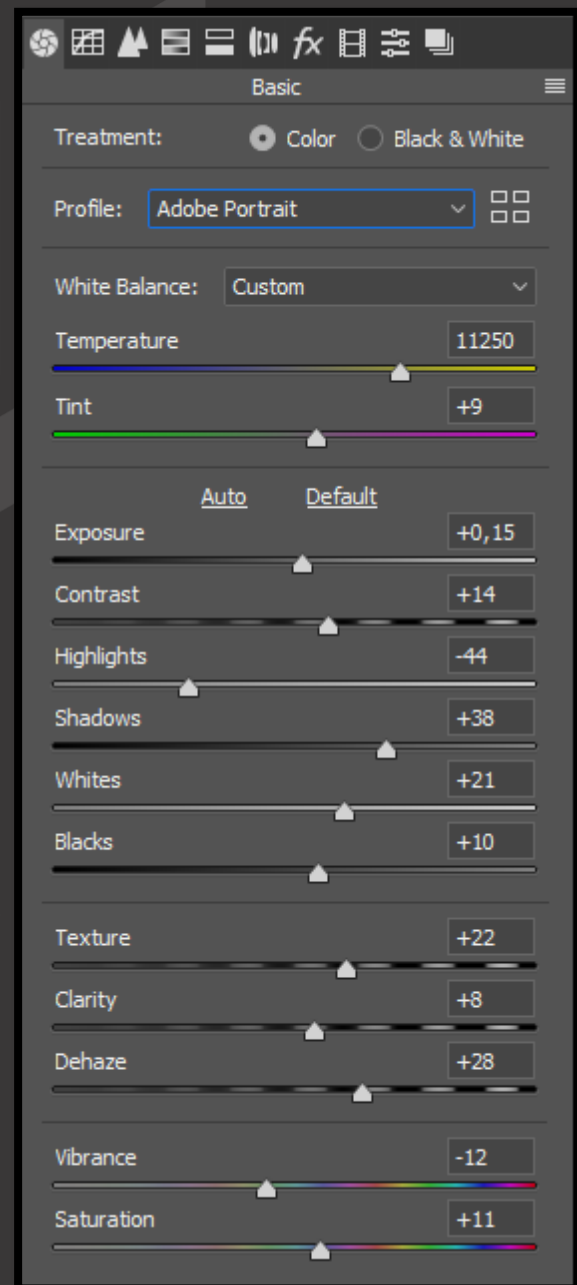 fx
Basic
Treatment: Color Black & White
Profile: Adobe Portrait
White Balance: Custom
Temperature 11250
Tint +9
Auto Default
Exposure +0,15
Contrast +14
Highlights -44
Shadows +38
Whites +21
Blacks +10
Texture +22
Clarity +8
Dehaze +28
Vibrance -12
Saturation +11